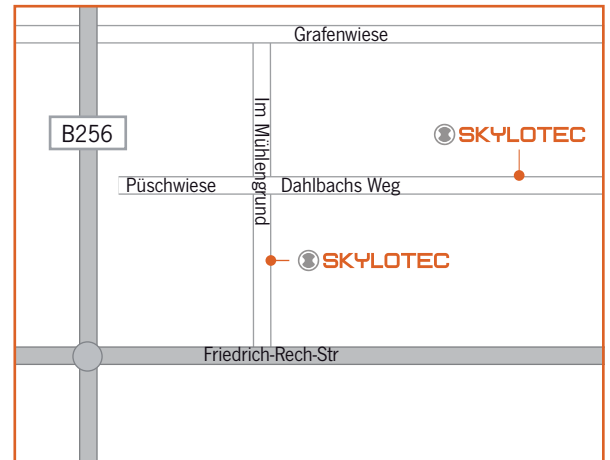 Grafenwiese
B256
Im Mühlengrund
SKYLOTEC
Püschwiese
Dahlbachs Weg
SKYLOTEC
Friedrich-Rech-Str